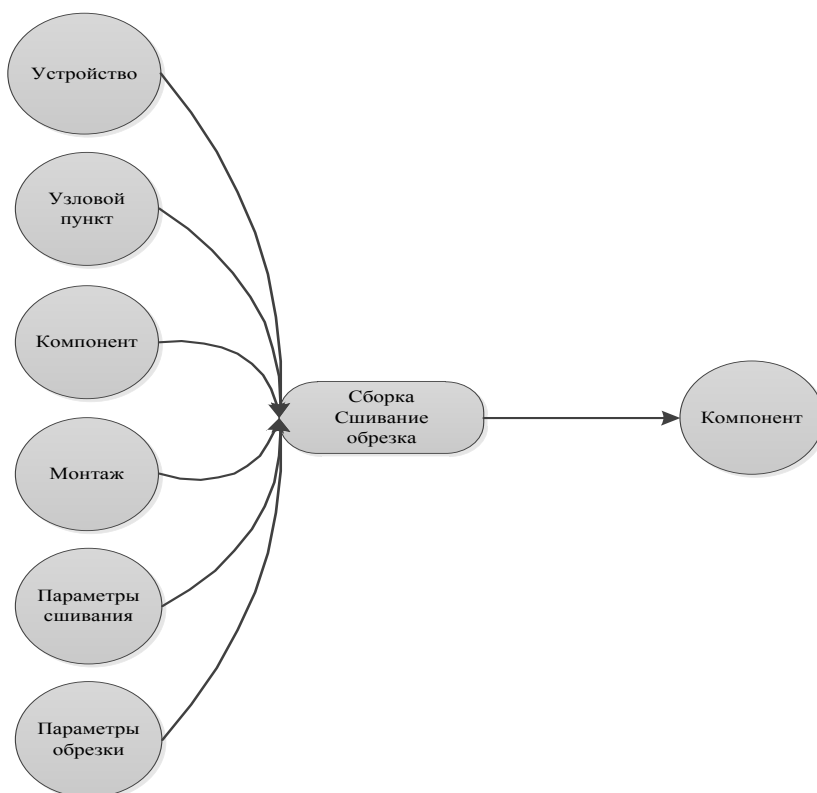 Устройство
Узловой
пункт
Компонент
Монтаж
Параметры
сшивания
Параметры
обрезки
Сборка
Сшивание
обрезка
Компонент